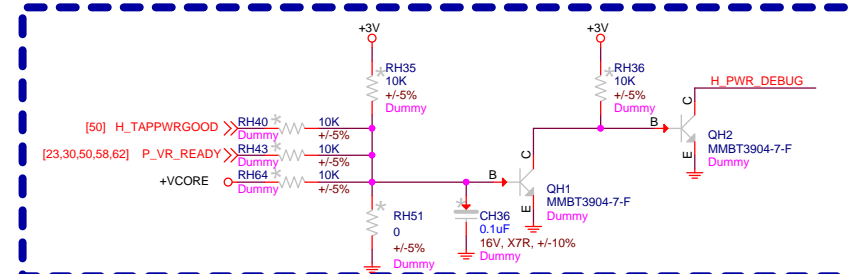 +3V
+3V
RH35
10K
+/-5%
Dummy
RH36
10K
+/-5%
Dummy
H_PWR_DEBUG
[50] H_TAPPWRGOOD RH40 10K
Dummy +/-5%
[23,30,50,58,62] P_VR_READY RH43 10K
Dummy +/-5%
+VCORE RH64 10K
Dummy +/-5%
B
C
E
QH1
MMBT3904-7-F
Dummy
B
C
E
QH2
MMBT3904-7-F
Dummy
RH51
0
+/-5%
Dummy
CH36
0.1uF
16V, X7R, +/-10%
Dummy